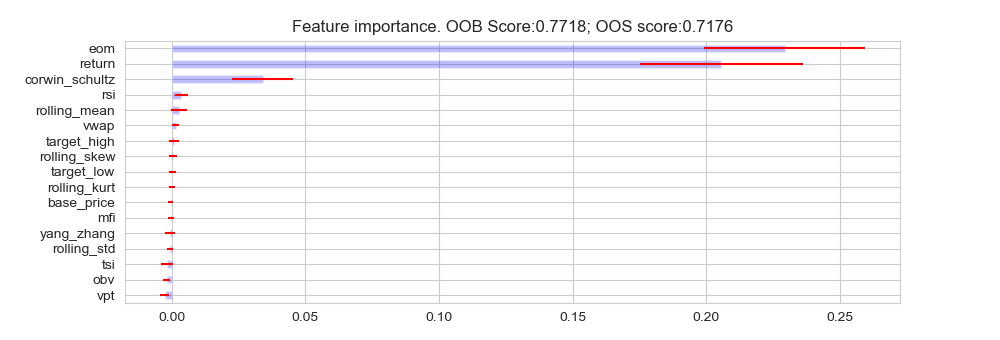 Feature importance. OOB Score:0.7718; OOS score:0.7176
eom
return
corwin_schultz
rsi
rolling_mean
vwap
target_high
rolling_skew
target_low
rolling_kurt
base_price
mfi
yang_zhang
rolling_std
tsi
obv
vpt
0.00 0.05 0.10 0.15 0.20 0.25